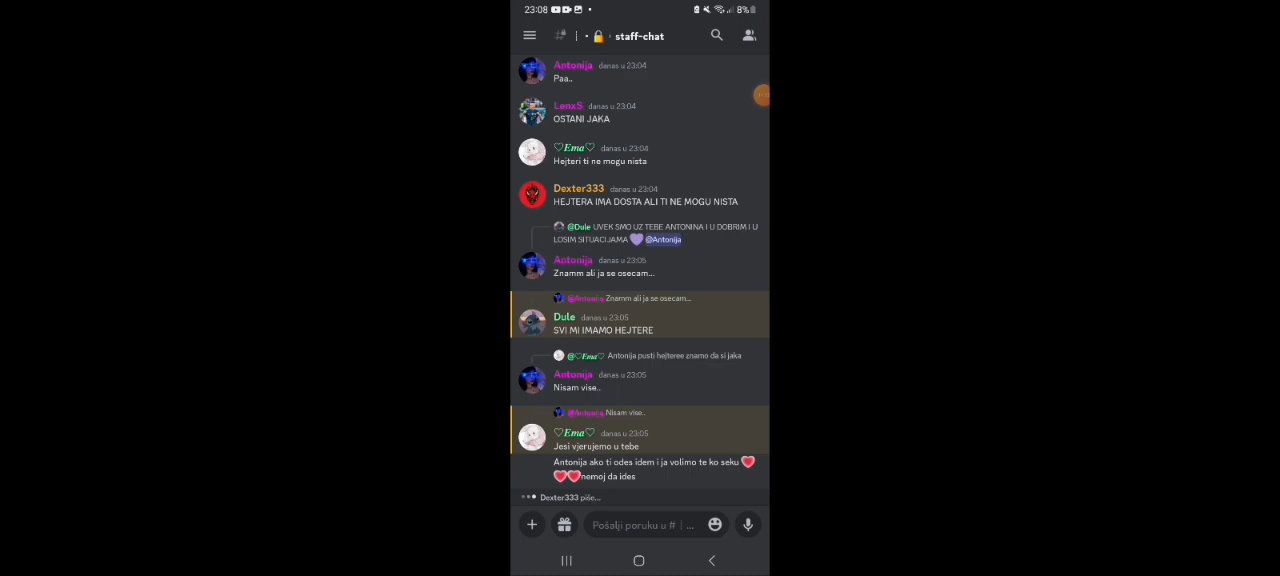 23:08
8%
staff-chat
Antonija danas u 23:04
Paa..
LenxS danas u 23:04
OSTANI JAKA
♡Ema♡ danas u 23:04
Hejteri ti ne mogu nista
Dexter333 danas u 23:04
HEJTERA IMA DOSTA ALI TI NE MOGU NISTA
@Dule UVEK SMO UZ TEBE ANTONINA I U DOBRIM I U
LOSIM SITUACIJAMA 💜 @Antonija
Antonija danas u 23:05
Znamm ali ja se osecam...
@Antonija Znamm ali ja se osecam...
Dule danas u 23:05
SVI MI IMAMO HEJTERE
@♡Ema♡ Antonija pusti hejteree znamo da si jaka
Antonija danas u 23:05
Nisam vise..
@Antonija Nisam vise..
♡Ema♡ danas u 23:05
Jesi vjerujemo u tebe
Antonija ako ti odes idem i ja volimo te ko seku ❤️
❤️❤️nemoj da ides
Dexter333 piše...
Pošalji poruku u # | ...